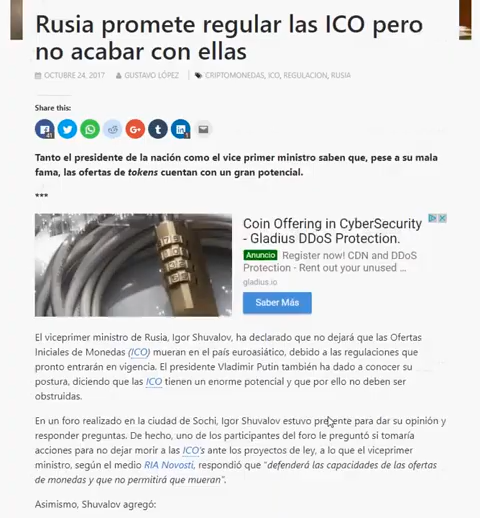 Rusia promete regular las ICO pero
no acabar con ellas
OCTUBRE 24, 2017 GUSTAVO LÓPEZ CRIPTOMONEDAS, ICO, REGULACION, RUSIA
Share this:
Tanto el presidente de la nación como el vice primer ministro saben que, pese a su mala
fama, las ofertas de tokens cuentan con un gran potencial.
***
Coin Offering in CyberSecurity
- Gladius DDoS Protection.
Anuncio Register now! CDN and DDoS
Protection - Rent out your unused ...
gladius.io
Saber Más
El viceprimer ministro de Rusia, Igor Shuvalov, ha declarado que no dejará que las Ofertas
Iniciales de Monedas (ICO) mueran en el país euroasiático, debido a las regulaciones que
pronto entrarán en vigencia. El presidente Vladimir Putin también ha dado a conocer su
postura, diciendo que las ICO tienen un enorme potencial y que por ello no deben ser
obstruidas.
En un foro realizado en la ciudad de Sochi, Igor Shuvalov estuvo presente para dar su opinión y
responder preguntas. De hecho, uno de los participantes del foro le preguntó si tomaría
acciones para no dejar morir a las ICO's ante los proyectos de ley, a lo que el viceprimer
ministro, según el medio RIA Novosti, respondió que "defenderá las capacidades de las ofertas
de monedas y que no permitirá que mueran".
Asimismo, Shuvalov agregó: